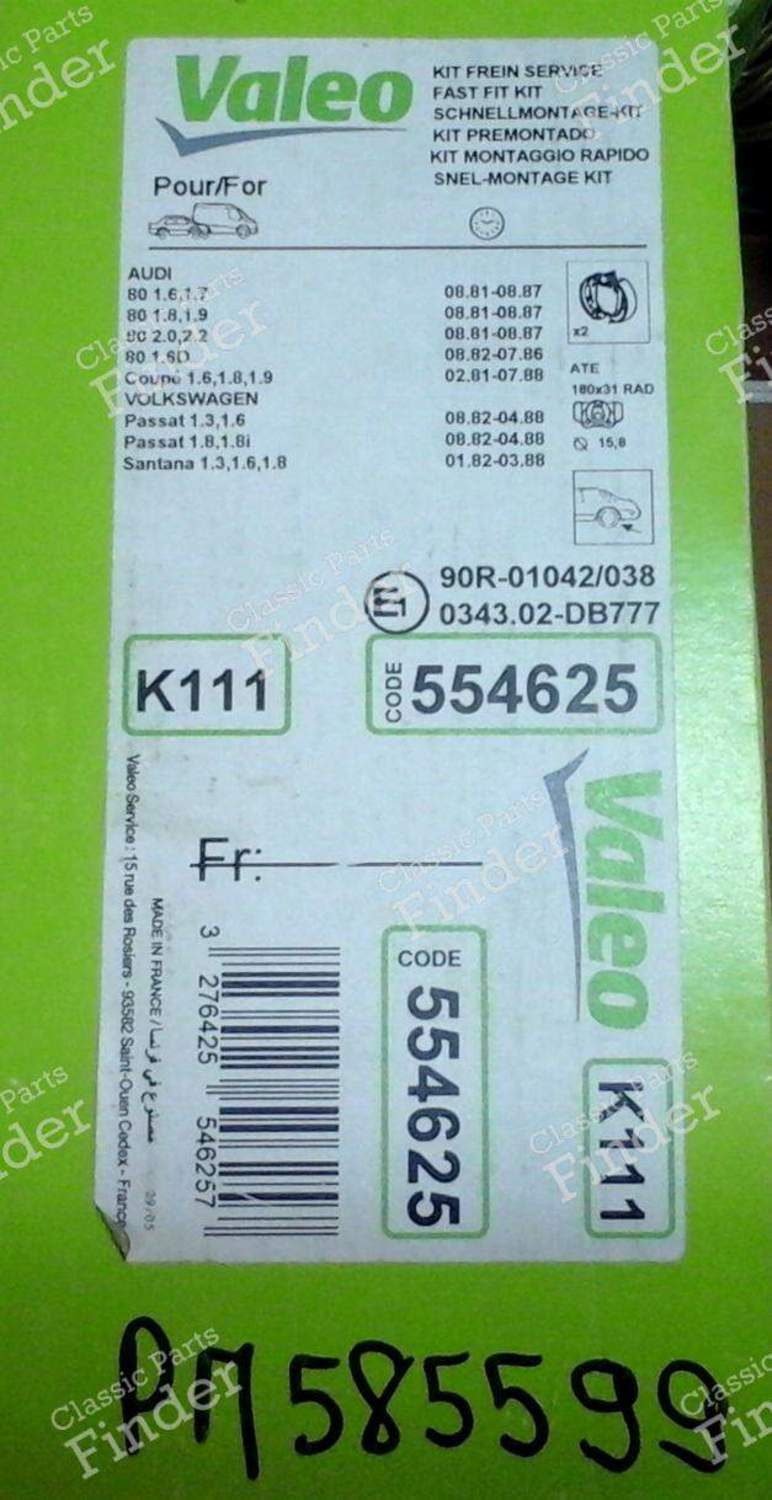 Valeo
KIT FREIN SERVICE
FAST FIT KIT
SCHNELLMONTAGE-KIT
KIT PREMONTADO
KIT MONTAGGIO RAPIDO
SNEL-MONTAGE KIT
Pour/For
AUDI
80 1.6,1.7 08.81-08.87
80 1.8,1.9 08.81-08.87
80 2.0,2.2 08.81-08.87
80 1.6D 08.82-07.86
Coupe 1.6,1.8,1.9 02.81-07.88
VOLKSWAGEN
Passat 1.3,1.6 08.82-04.88
Passat 1.8,1.8i 08.82-04.88
Santana 1.3,1.6,1.8 01.82-03.88
x2
ATE
180x31 RAD
15,8
E1
90R-01042/038
0343.02-DB777
K111
CODE 554625
Valeo Service : 15 rue des Rosiers - 93582 Saint-Ouen Cedex - France
MADE IN FRANCE / مصنوع في فرنسا
09/05
Fr:
3 276425 546257
CODE 554625
Valeo
K111
PM585599
Classic Parts
Finder